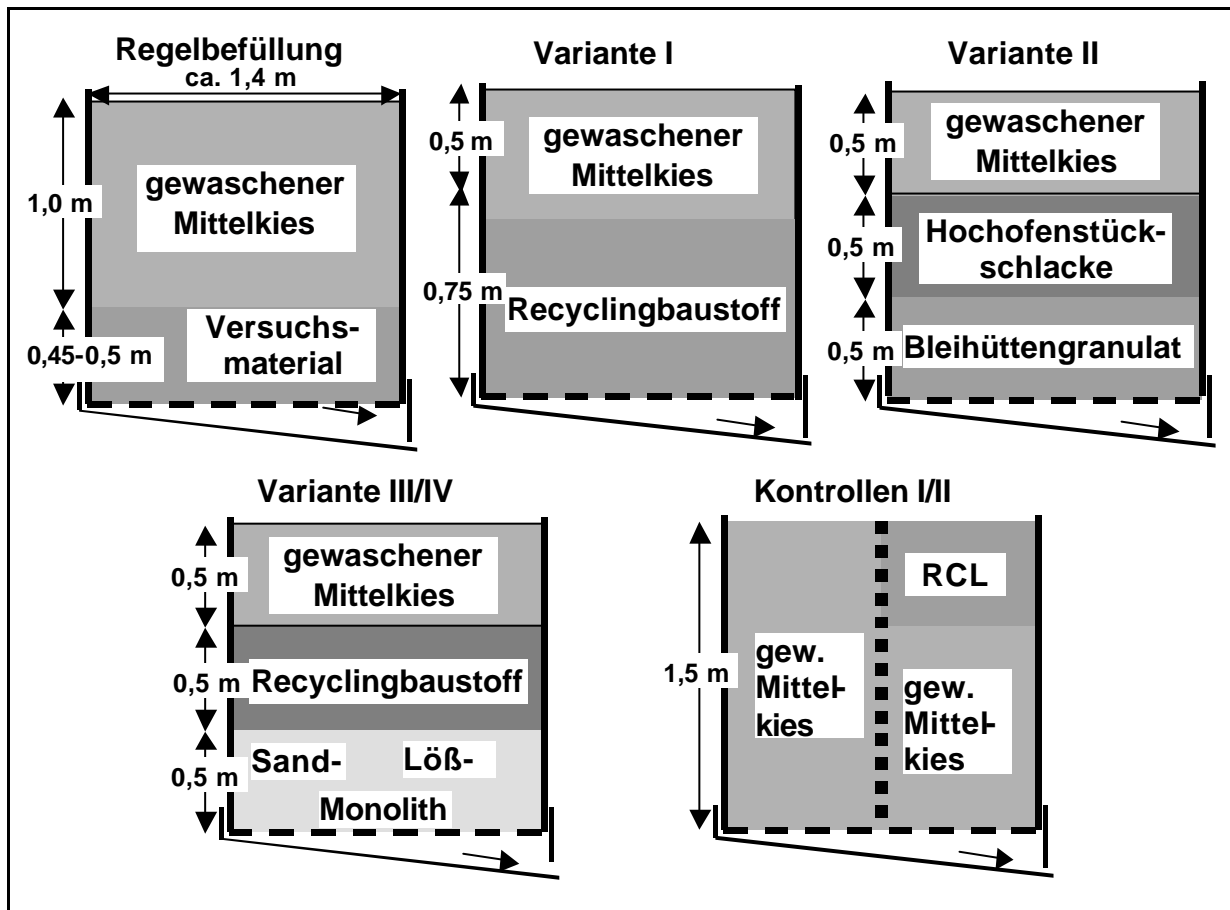 Regelbefüllung
ca. 1,4 m
1,0 m
gewaschener
Mittelkies
0,45-0,5 m
Versuchs-
material
Variante I
0,5 m
gewaschener
Mittelkies
0,75 m
Recyclingbaustoff
Variante II
0,5 m
gewaschener
Mittelkies
0,5 m
Hochofenstück-
schlacke
0,5 m
Bleihüttengranulat
Variante III/IV
0,5 m
gewaschener
Mittelkies
0,5 m
Recyclingbaustoff
0,5 m
Sand- Löß-
Monolith
Kontrollen I/II
1,5 m
gew.
Mittel-
kies
RCL
gew.
Mittel-
kies